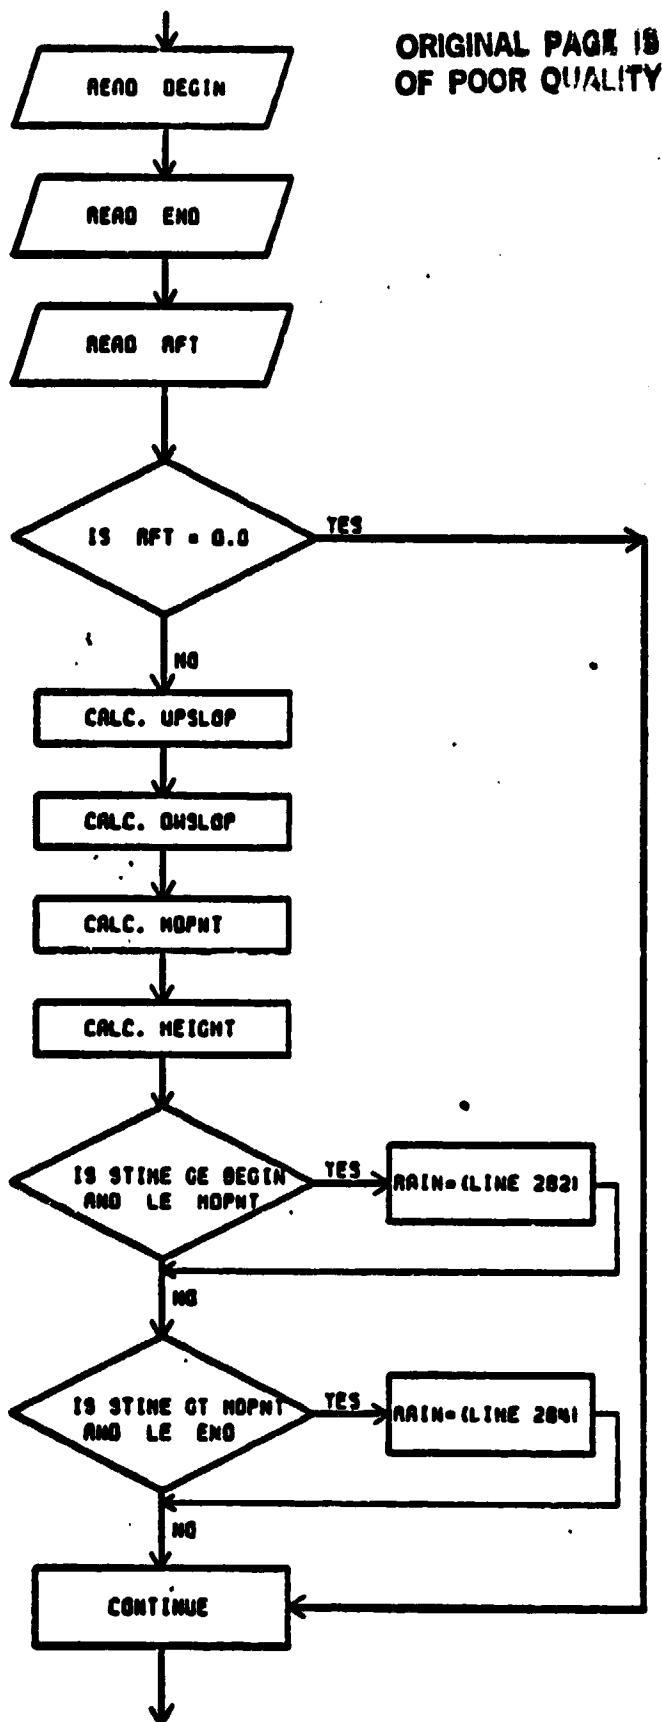 ORIGINAL PAGE IS
OF POOR QUALITY
READ BEGIN
READ END
READ RFT
IS RFT = 0.0
YES
NO
CALC. UPSLOP
CALC. DWSLOP
CALC. MDPNT
CALC. HEIGHT
IS STIME GE BEGIN
AND LE MDPNT
YES
RAIN=(LINE 282)
NO
IS STIME GT MDPNT
AND LE END
YES
RAIN=(LINE 284)
NO
CONTINUE